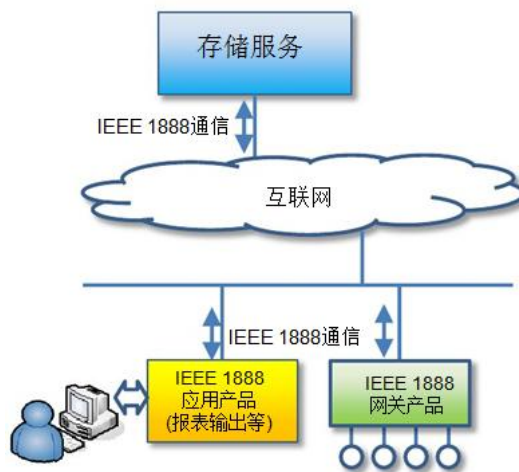 存储服务
IEEE 1888通信
互联网
IEEE 1888通信
IEEE 1888
应用产品
(报表输出等)
IEEE 1888
网关产品